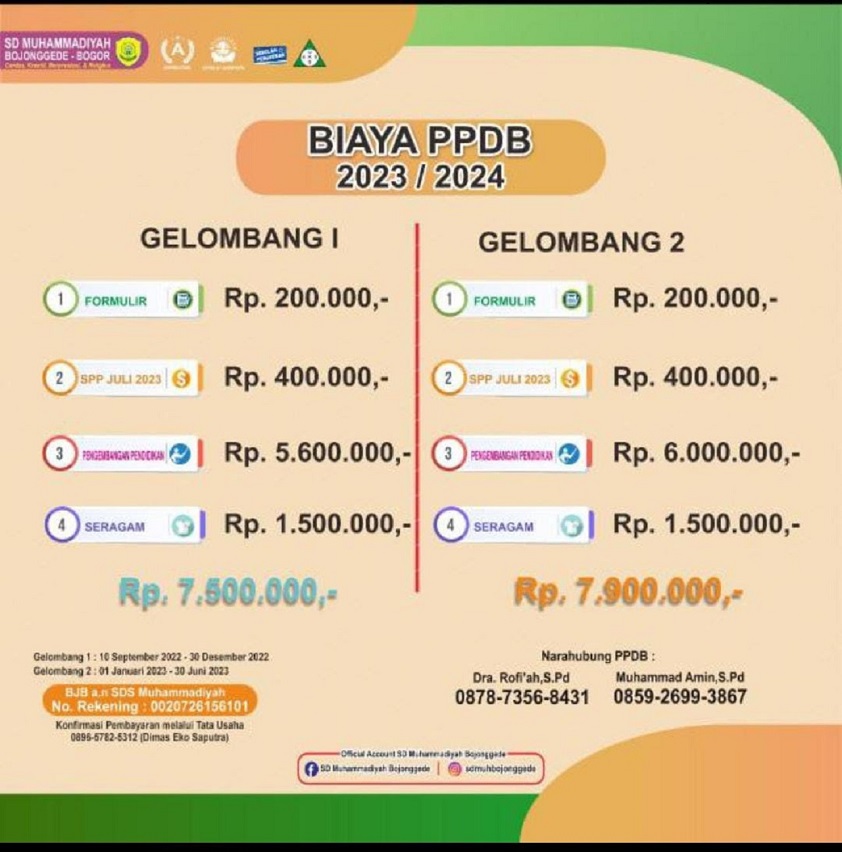 SD MUHAMMADIYAH
BOJONGGEDE - BOGOR
BIAYA PPDB
2023 / 2024
GELOMBANG I
1 FORMULIR Rp. 200.000,-
2 SPP JULI 2023 Rp. 400.000,-
3 PENGEMBANGAN PENDIDIKAN Rp. 5.600.000,-
4 SERAGAM Rp. 1.500.000,-
Rp. 7.500.000,-
GELOMBANG 2
1 FORMULIR Rp. 200.000,-
2 SPP JULI 2023 Rp. 400.000,-
3 PENGEMBANGAN PENDIDIKAN Rp. 6.000.000,-
4 SERAGAM Rp. 1.500.000,-
Rp. 7.900.000,-
Gelombang 1 : 10 September 2022 - 30 Desember 2022
Gelombang 2 : 01 Januari 2023 - 30 Juni 2023
BJB a.n SDS Muhammadiyah
No. Rekening : 0020726156101
Konfirmasi Pembayaran melalui Tata Usaha
0896-5782-5312 (Dimas Eko Saputra)
Narahubung PPDB :
Dra. Rofi'ah,S.Pd
0878-7356-8431
Muhammad Amin,S.Pd
0859-2699-3867
Official Account SD Muhammadiyah Bojonggede
SD Muhammadiyah Bojonggede
sdmuhbojonggede